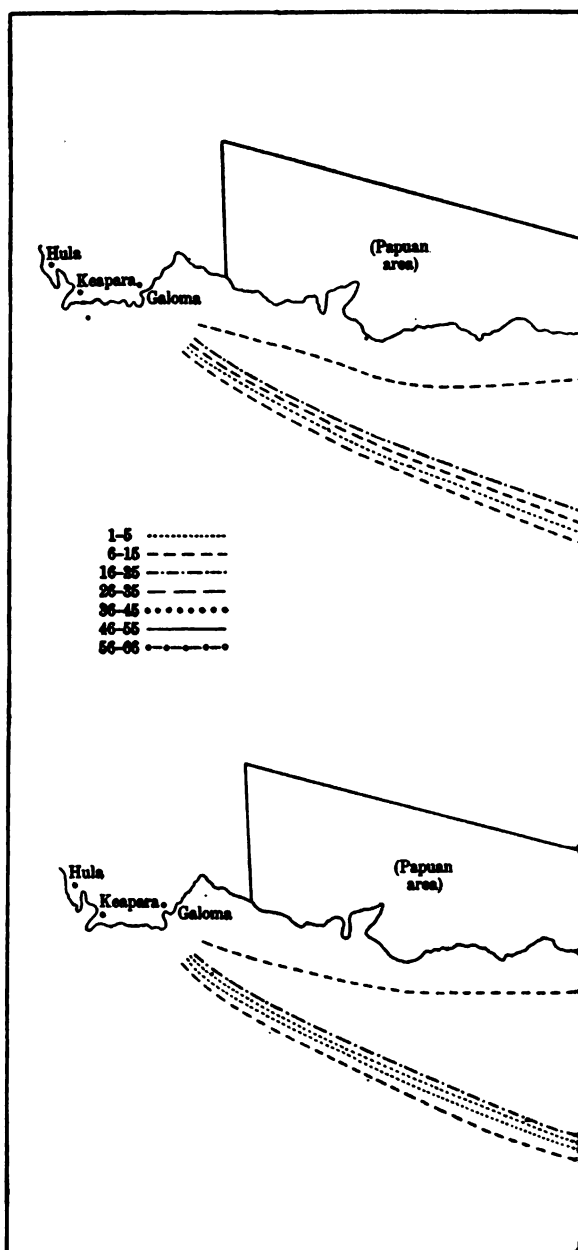 (Papuan
area)
Hula
Keapara
Galoma
1–5
6–15
16–25
26–35
36–45
46–55
56–66
(Papuan
area)
Hula
Keapara
Galoma